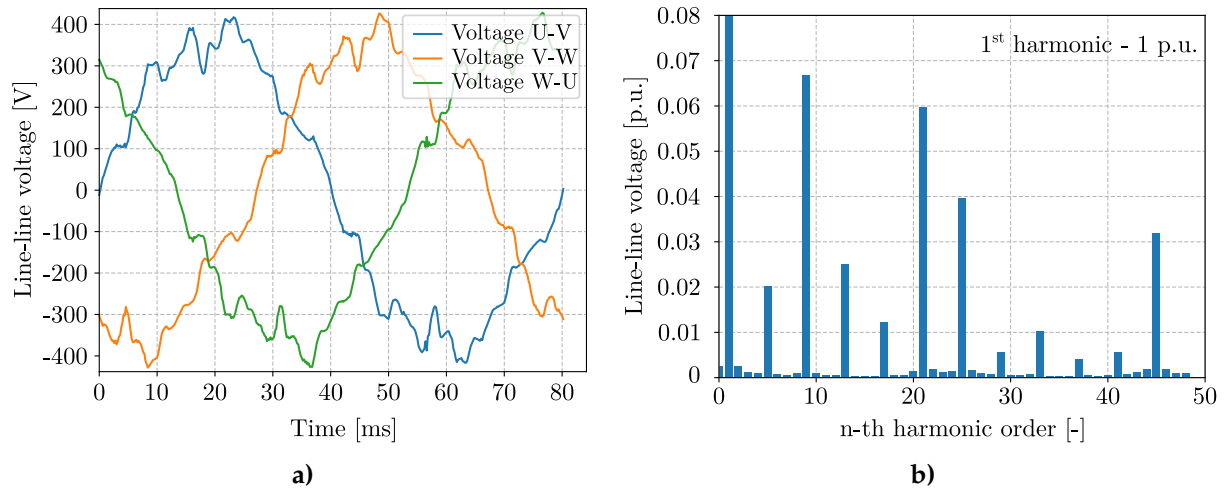 400
300
200
100
0
-100
-200
-300
-400
Line-line voltage [V]
Voltage U-V
Voltage V-W
Voltage W-U
0 10 20 30 40 50 60 70 80
Time [ms]
a)
0.08
0.07
0.06
0.05
0.04
0.03
0.02
0.01
0
Line-line voltage [p.u.]
1st harmonic - 1 p.u.
0 10 20 30 40 50
n-th harmonic order [-]
b)